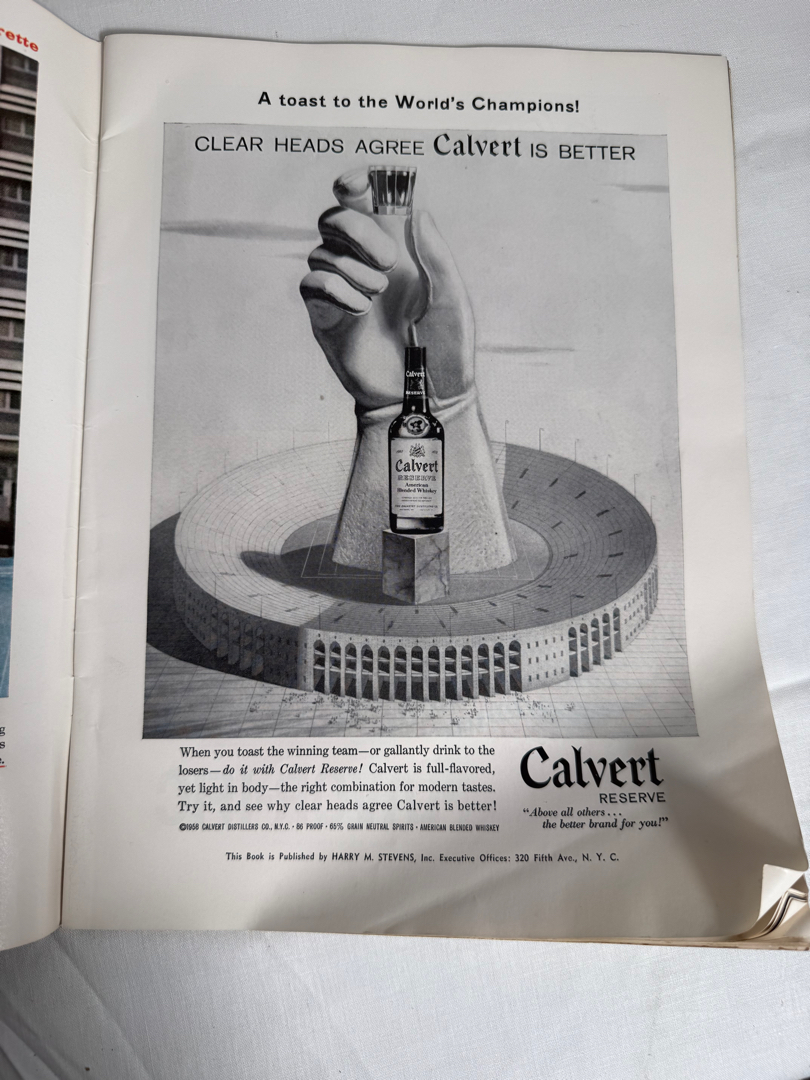 rette
A toast to the World's Champions!
CLEAR HEADS AGREE Calvert IS BETTER
Calvert
RESERVE
Calvert
RESERVE
American
Blended Whiskey
When you toast the winning team—or gallantly drink to the
losers—do it with Calvert Reserve! Calvert is full-flavored,
yet light in body—the right combination for modern tastes.
Try it, and see why clear heads agree Calvert is better!
©1958 CALVERT DISTILLERS CO., N.Y.C. • 86 PROOF • 65% GRAIN NEUTRAL SPIRITS • AMERICAN BLENDED WHISKEY
Calvert
RESERVE
"Above all others...
the better brand for you!"
This Book is Published by HARRY M. STEVENS, Inc. Executive Offices: 320 Fifth Ave., N. Y. C.
g
s
e.